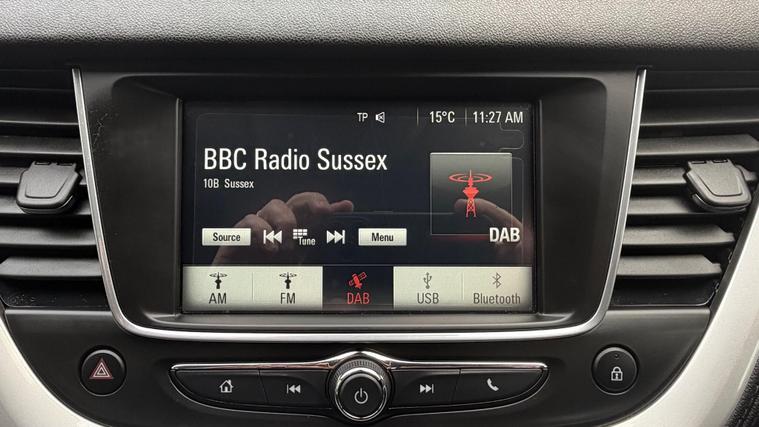 TP 15°C 11:27 AM
BBC Radio Sussex
10B Sussex
Source Tune Menu
DAB
AM FM DAB USB Bluetooth